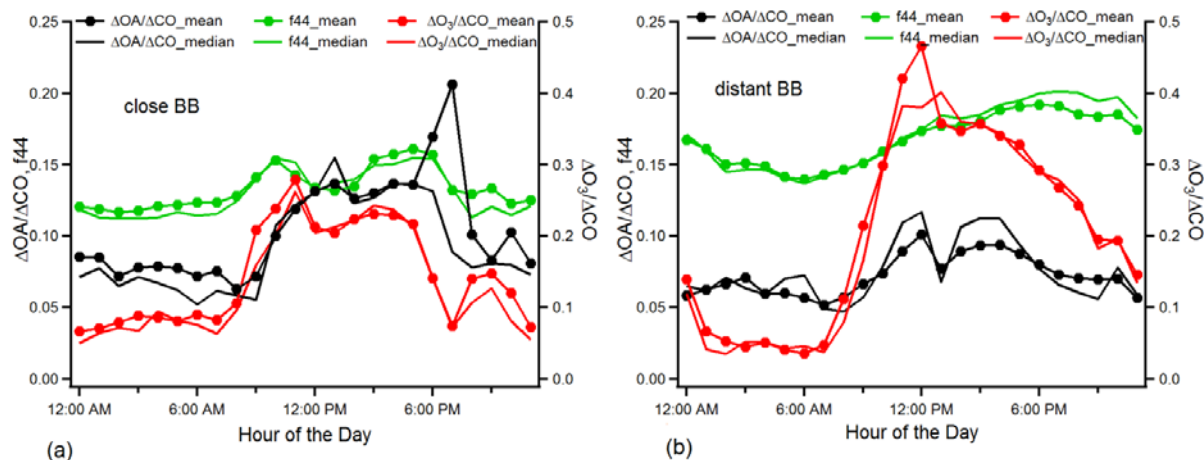 ΔOA/ΔCO_mean f44_mean ΔO₃/ΔCO_mean
ΔOA/ΔCO_median f44_median ΔO₃/ΔCO_median
close BB
0.25
0.20
0.15
0.10
0.05
0.00
ΔOA/ΔCO, f44
0.5
0.4
0.3
0.2
0.1
0.0
ΔO₃/ΔCO
12:00 AM 6:00 AM 12:00 PM 6:00 PM
Hour of the Day
(a)
ΔOA/ΔCO_mean f44_mean ΔO₃/ΔCO_mean
ΔOA/ΔCO_median f44_median ΔO₃/ΔCO_median
distant BB
0.25
0.20
0.15
0.10
0.05
0.00
ΔOA/ΔCO, f44
0.5
0.4
0.3
0.2
0.1
0.0
ΔO₃/ΔCO
12:00 AM 6:00 AM 12:00 PM 6:00 PM
Hour of the Day
(b)